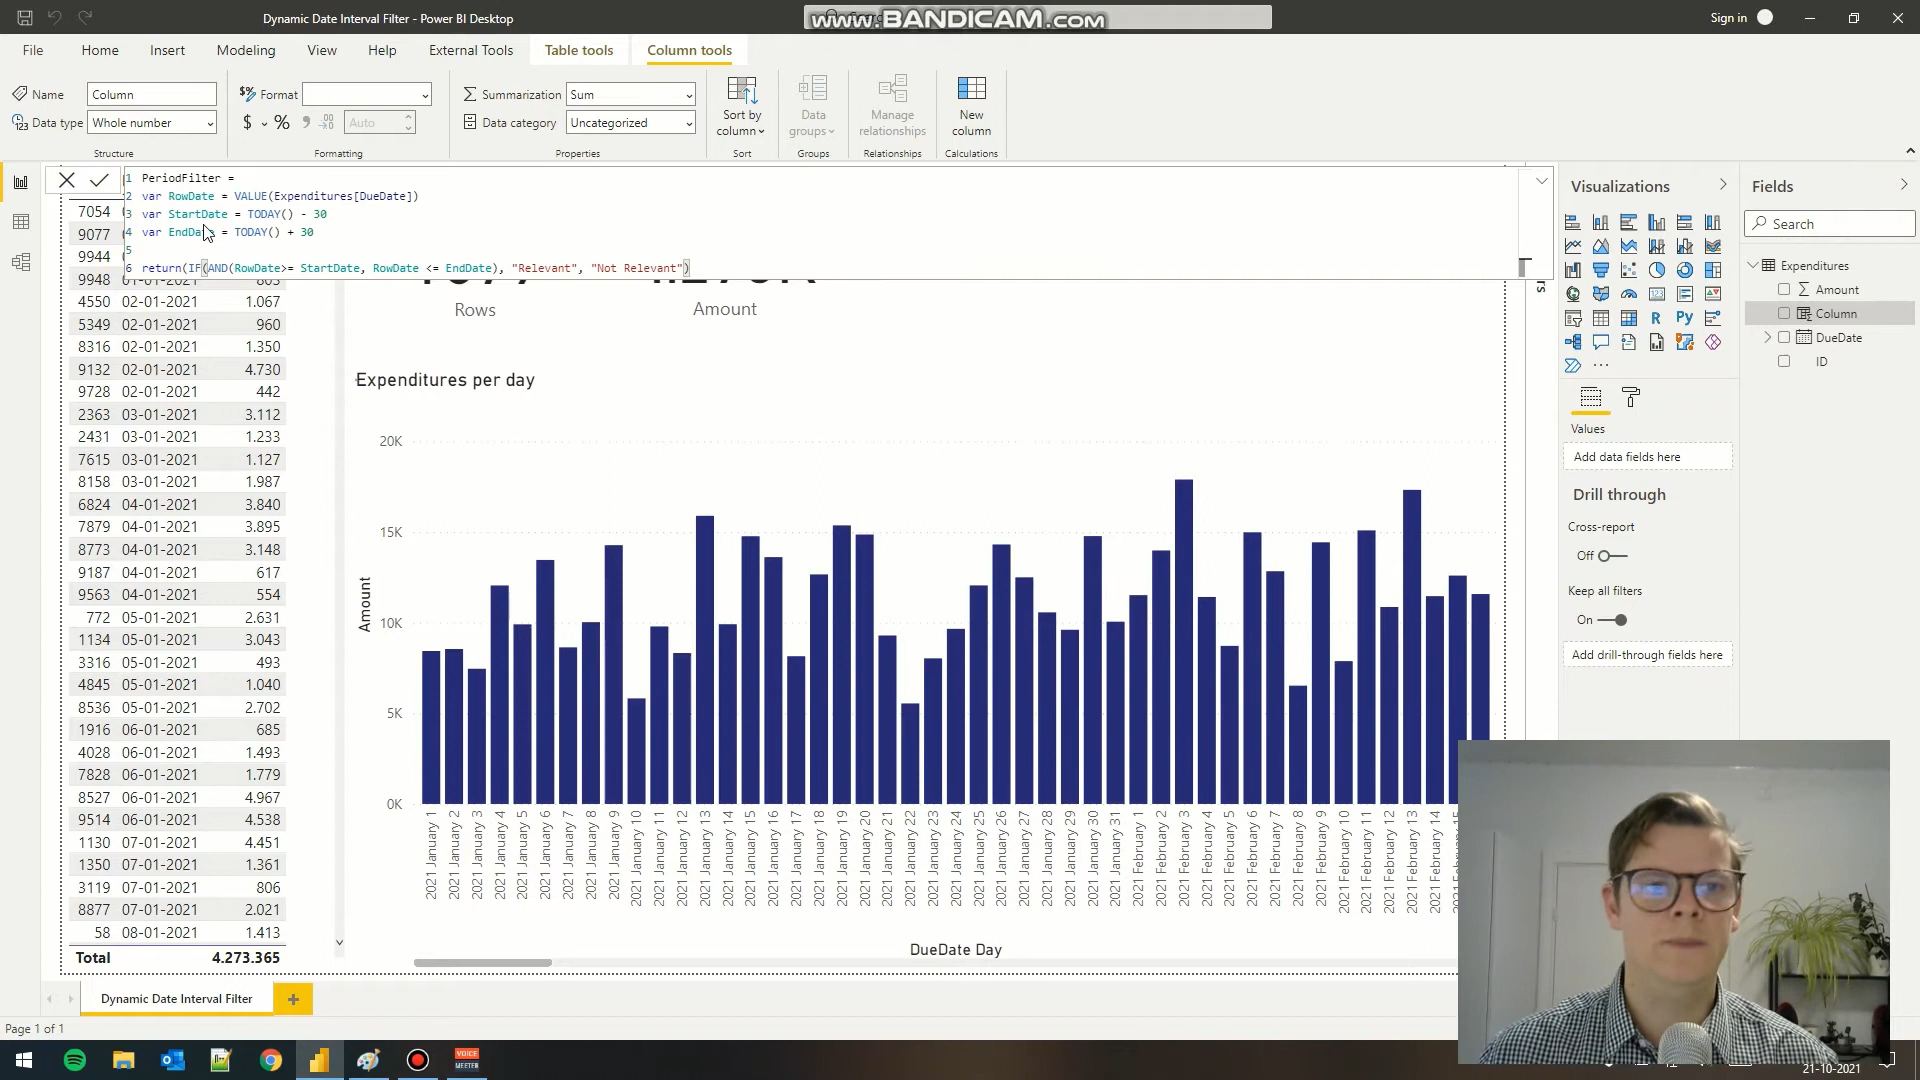 Dynamic Date Interval Filter - Power BI Desktop
www.BANDICAM.com
Sign in
File
Home
Insert
Modeling
View
Help
External Tools
Table tools
Column tools
Name
Column
Data type
Whole number
Structure
Format
$
%
Auto
Formatting
Summarization
Sum
Data category
Uncategorized
Properties
Sort by
column
Sort
Data
groups
Groups
Manage
relationships
Relationships
New
column
Calculations
1 PeriodFilter =
2 var RowDate = VALUE(Expenditures[DueDate])
3 var StartDate = TODAY() - 30
4 var EndDate = TODAY() + 30
5
6 return(IF(AND(RowDate>= StartDate, RowDate <= EndDate), "Relevant", "Not Relevant")
7054
9077
9944
9948 01-01-2021 803
4550 02-01-2021 1.067
5349 02-01-2021 960
8316 02-01-2021 1.350
9132 02-01-2021 4.730
9728 02-01-2021 442
2363 03-01-2021 3.112
2431 03-01-2021 1.233
7615 03-01-2021 1.127
8158 03-01-2021 1.987
6824 04-01-2021 3.840
7879 04-01-2021 3.895
8773 04-01-2021 3.148
9187 04-01-2021 617
9563 04-01-2021 554
772 05-01-2021 2.631
1134 05-01-2021 3.043
3316 05-01-2021 493
4845 05-01-2021 1.040
8536 05-01-2021 2.702
1916 06-01-2021 685
4028 06-01-2021 1.493
7828 06-01-2021 1.779
8527 06-01-2021 4.967
9514 06-01-2021 4.538
1130 07-01-2021 4.451
1350 07-01-2021 1.361
3119 07-01-2021 806
8877 07-01-2021 2.021
58 08-01-2021 1.413
Total 4.273.365
Rows
Amount
Expenditures per day
20K
15K
10K
5K
0K
Amount
2021 January 1
2021 January 2
2021 January 3
2021 January 4
2021 January 5
2021 January 6
2021 January 7
2021 January 8
2021 January 9
2021 January 10
2021 January 11
2021 January 12
2021 January 13
2021 January 14
2021 January 15
2021 January 16
2021 January 17
2021 January 18
2021 January 19
2021 January 20
2021 January 21
2021 January 22
2021 January 23
2021 January 24
2021 January 25
2021 January 26
2021 January 27
2021 January 28
2021 January 29
2021 January 30
2021 January 31
2021 February 1
2021 February 2
2021 February 3
2021 February 4
2021 February 5
2021 February 6
2021 February 7
2021 February 8
2021 February 9
2021 February 10
2021 February 11
2021 February 12
2021 February 13
2021 February 14
DueDate Day
Visualizations
R
Py
Values
Add data fields here
Drill through
Cross-report
Off
Keep all filters
On
Add drill-through fields here
Fields
Search
Expenditures
Amount
Column
DueDate
ID
Dynamic Date Interval Filter
Page 1 of 1
VOICE
MEETER
21-10-2021